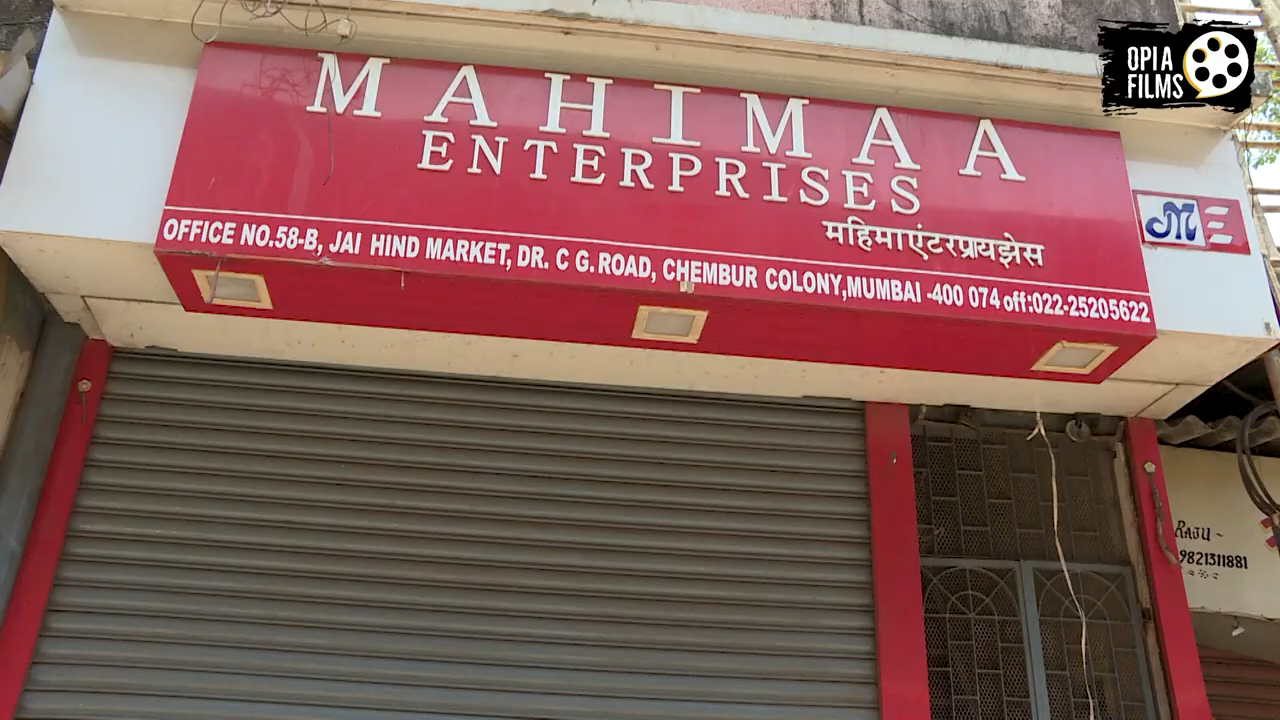 OPIA
FILMS
MAHIMAA
ENTERPRISES
महिमा एंटरप्रायझेस
OFFICE NO.58-B, JAI HIND MARKET, DR. C G. ROAD, CHEMBUR COLONY,MUMBAI -400 074 off:022-25205622
ME
RAJU ~
9821311881